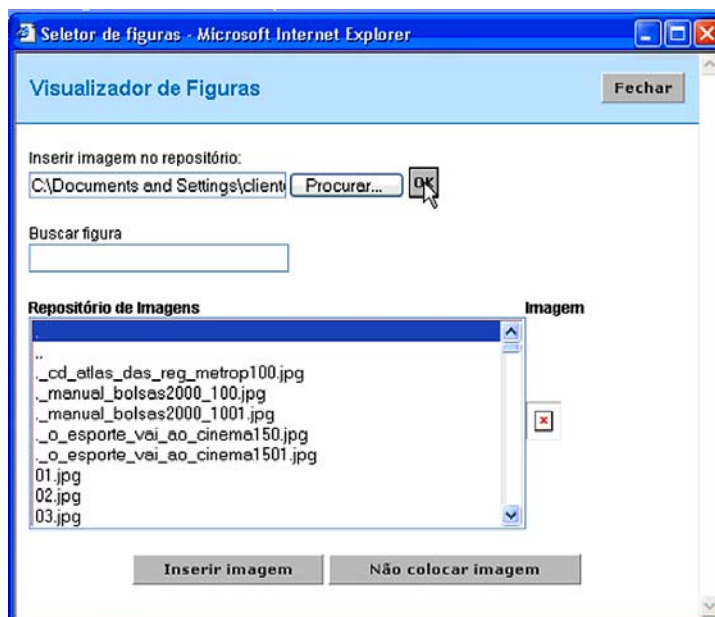 Seletor de figuras - Microsoft Internet Explorer
Visualizador de Figuras
Fechar
Inserir imagem no repositório:
C:\Documents and Settings\client Procurar... OK
Buscar figura
Repositório de Imagens Imagem
.
..
._cd_atlas_das_reg_metrop100.jpg
._manual_bolsas2000_100.jpg
._manual_bolsas2000_1001.jpg
._o_esporte_vai_ao_cinema150.jpg
._o_esporte_vai_ao_cinema1501.jpg
01.jpg
02.jpg
03.jpg
Inserir imagem Não colocar imagem